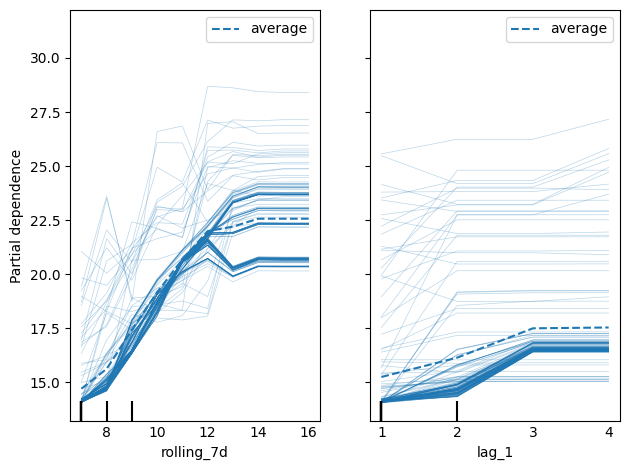 average
average
30.0
27.5
25.0
22.5
20.0
17.5
15.0
Partial dependence
8 10 12 14 16
1 2 3 4
rolling_7d
lag_1